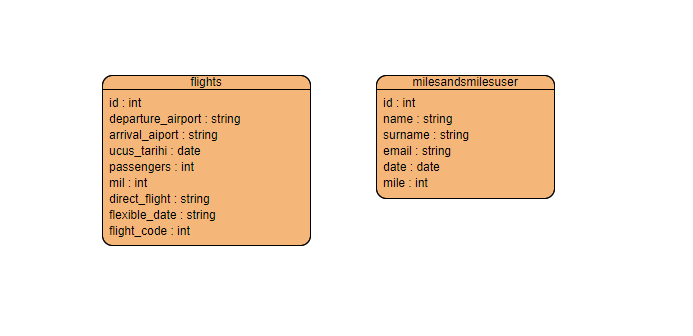 flights
id : int
departure_airport : string
arrival_aiport : string
ucus_tarihi : date
passengers : int
mil : int
direct_flight : string
flexible_date : string
flight_code : int
milesandsmilesuser
id : int
name : string
surname : string
email : string
date : date
mile : int